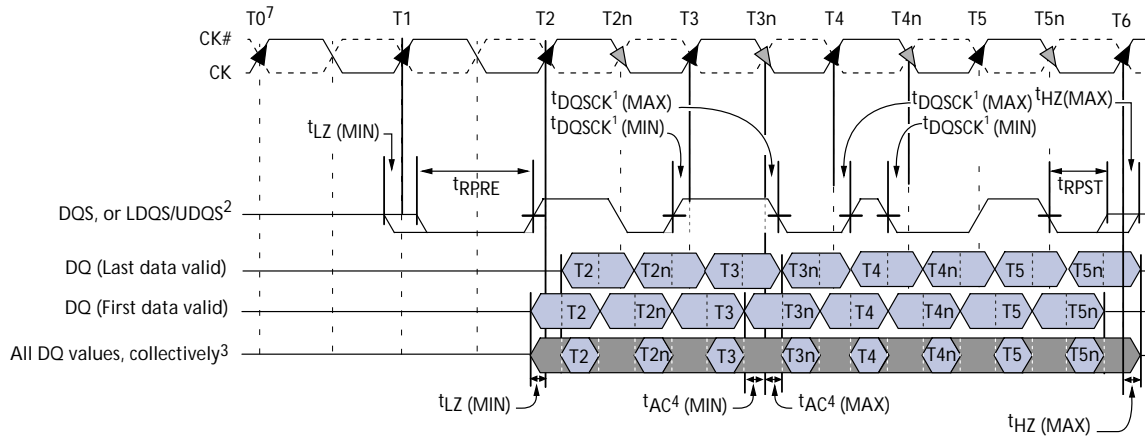 T0⁷ T1 T2 T2n T3 T3n T4 T4n T5 T5n T6
CK#
CK
tDQSCK¹ (MAX) tDQSCK¹ (MAX) tHZ(MAX)
tLZ (MIN) tDQSCK¹ (MIN) tDQSCK¹ (MIN)
tRPRE tRPST
DQS, or LDQS/UDQS²
DQ (Last data valid) T2 T2n T3 T3n T4 T4n T5 T5n
DQ (First data valid) T2 T2n T3 T3n T4 T4n T5 T5n
All DQ values, collectively³ T2 T2n T3 T3n T4 T4n T5 T5n
tLZ (MIN) tAC⁴ (MIN) tAC⁴ (MAX) tHZ (MAX)